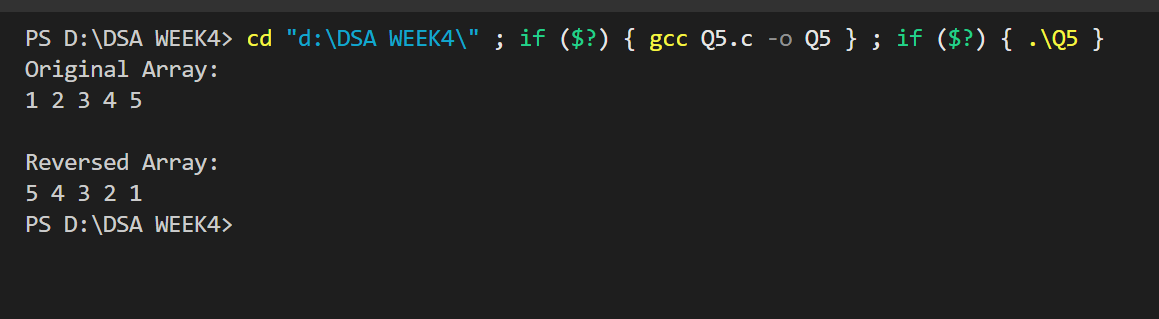 PS D:\DSA WEEK4> cd "d:\DSA WEEK4\" ; if ($?) { gcc Q5.c -o Q5 } ; if ($?) { .\Q5 }
Original Array:
1 2 3 4 5
Reversed Array:
5 4 3 2 1
PS D:\DSA WEEK4>